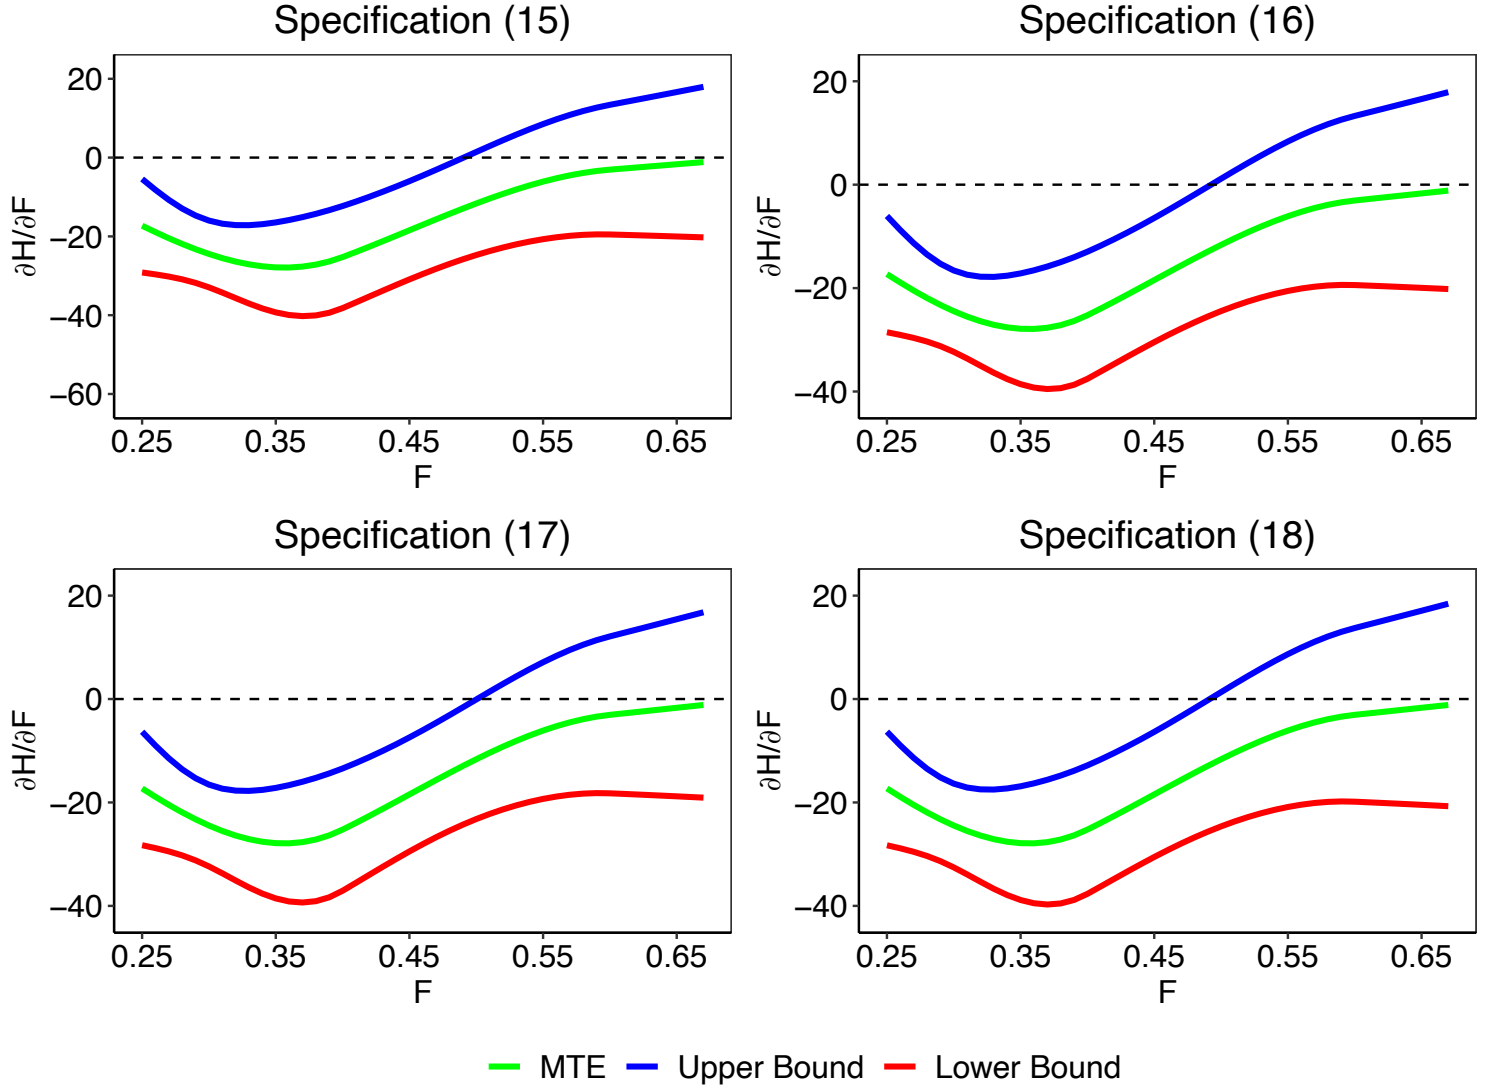 Specification (15)
20
0
−20
−40
−60
∂H/∂F
0.25 0.35 0.45 0.55 0.65
F
Specification (16)
20
0
−20
−40
∂H/∂F
0.25 0.35 0.45 0.55 0.65
F
Specification (17)
20
0
−20
−40
∂H/∂F
0.25 0.35 0.45 0.55 0.65
F
Specification (18)
20
0
−20
−40
∂H/∂F
0.25 0.35 0.45 0.55 0.65
F
MTE Upper Bound Lower Bound